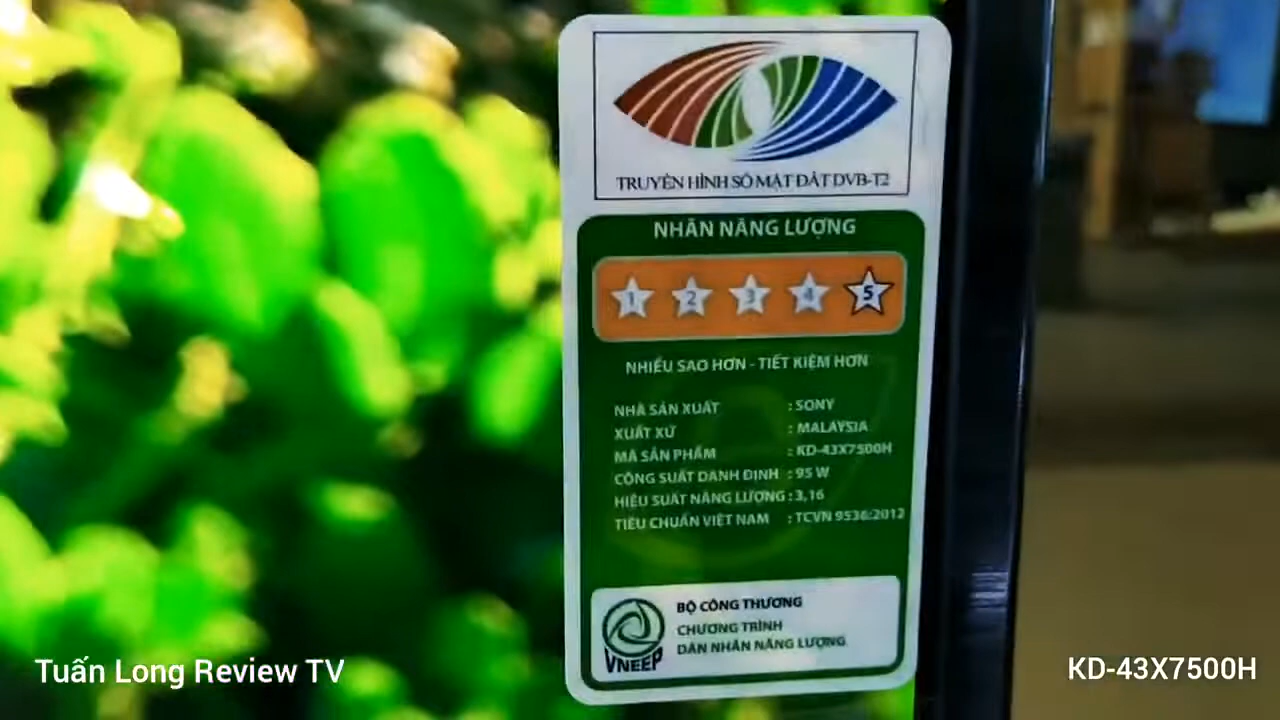 TRUYỀN HÌNH SỐ MẶT ĐẤT DVB-T2
NHÃN NĂNG LƯỢNG
1 2 3 4 5
NHIỀU SAO HƠN - TIẾT KIỆM HƠN
NHÀ SẢN XUẤT : SONY
XUẤT XỨ : MALAYSIA
MÃ SẢN PHẨM : KD-43X7500H
CÔNG SUẤT DANH ĐỊNH : 95 W
HIỆU SUẤT NĂNG LƯỢNG : 3,16
TIÊU CHUẨN VIỆT NAM : TCVN 9536:2012
BỘ CÔNG THƯƠNG
CHƯƠNG TRÌNH
DÁN NHÃN NĂNG LƯỢNG
VNEEP
Tuấn Long Review TV
KD-43X7500H